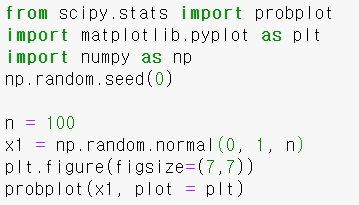 from scipy.stats import probplot
import matplotlib.pyplot as plt
import numpy as np
np.random.seed(0)
n = 100
x1 = np.random.normal(0, 1, n)
plt.figure(figsize=(7,7))
probplot(x1, plot = plt)